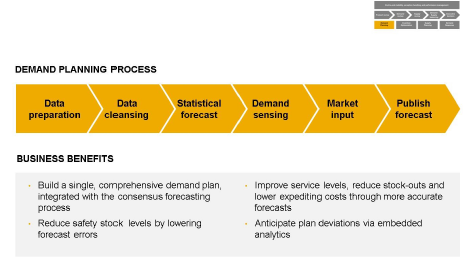 DEMAND PLANNING PROCESS
Data preparation
Data cleansing
Statistical forecast
Demand sensing
Market input
Publish forecast
BUSINESS BENEFITS
• Build a single, comprehensive demand plan,
integrated with the consensus forecasting
process
• Reduce safety stock levels by lowering
forecast errors
• Improve service levels, reduce stock-outs and
lower expediting costs through more accurate
forecasts
• Anticipate plan deviations via embedded
analytics